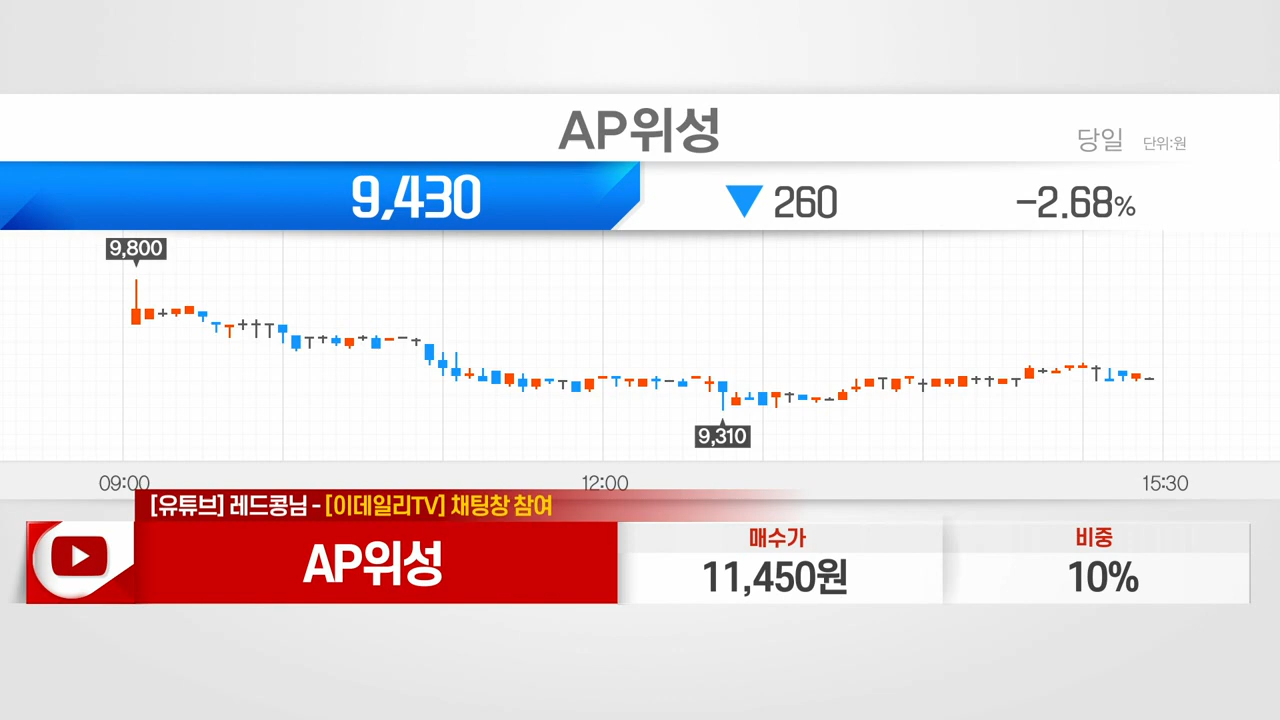 AP위성
당일 단위:원
9,430 ▼ 260 -2.68%
9,800
9,310
09:00 12:00 15:30
[유튜브] 레드콩님 - [이데일리TV] 채팅창 참여
AP위성
매수가
11,450원
비중
10%